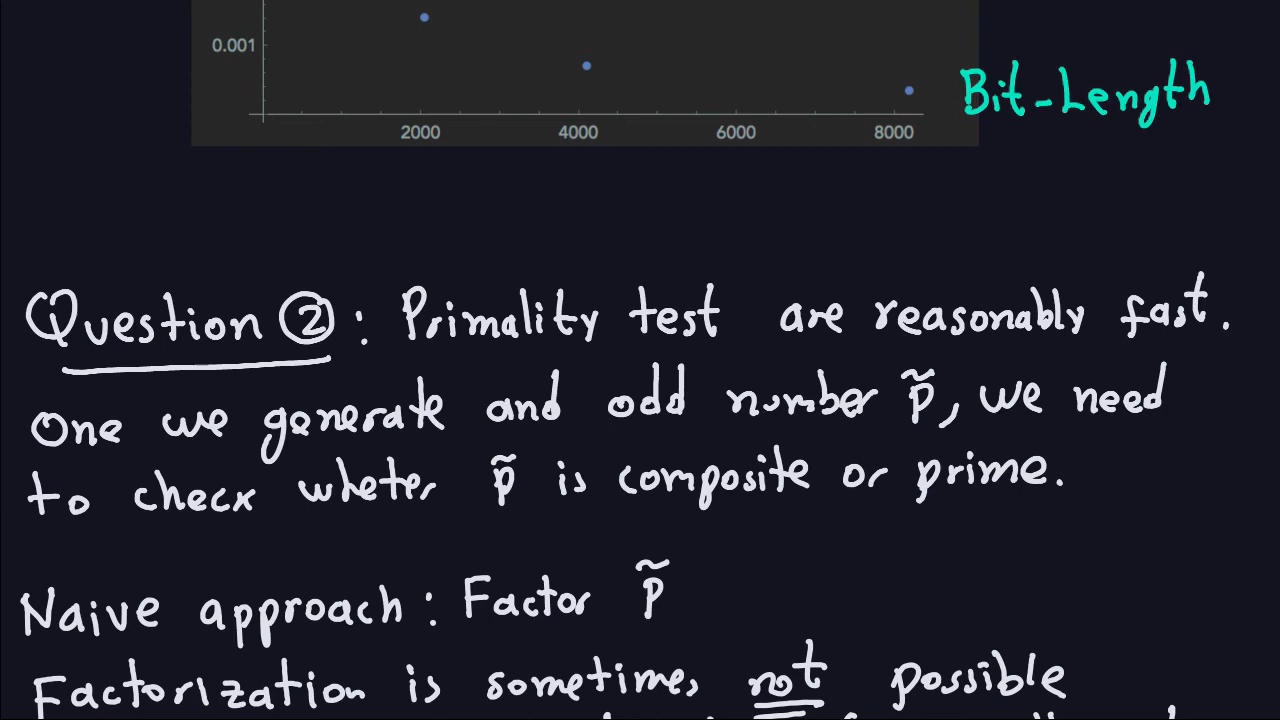 0.001
2000 4000 6000 8000
Bit-Length
Question ②: Primality test are reasonably fast.
One we generate and odd number p̃, we need
to check wheter p̃ is composite or prime.
Naive approach: Factor p̃
Factorization is sometimes not possible